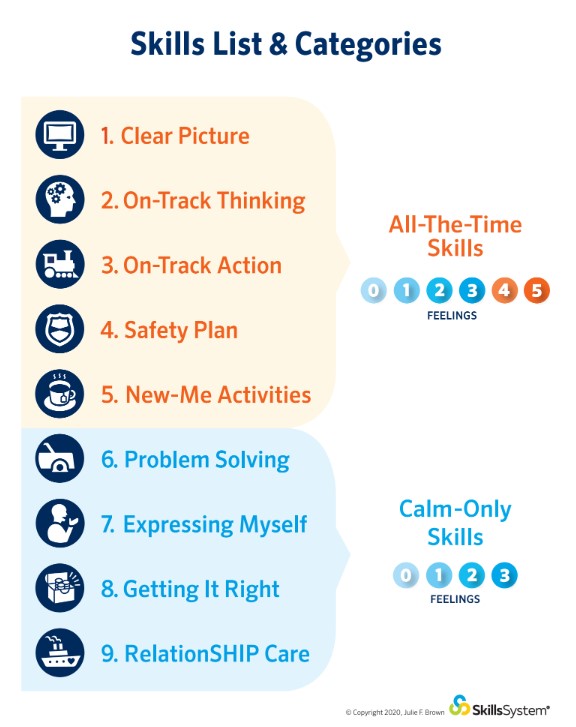 Skills List & Categories
1. Clear Picture
2. On-Track Thinking
3. On-Track Action
4. Safety Plan
5. New-Me Activities
All-The-Time
Skills
0 1 2 3 4 5
FEELINGS
6. Problem Solving
7. Expressing Myself
8. Getting It Right
9. RelationSHIP Care
Calm-Only
Skills
0 1 2 3
FEELINGS
© Copyright 2020, Julie F. Brown
SkillsSystem®